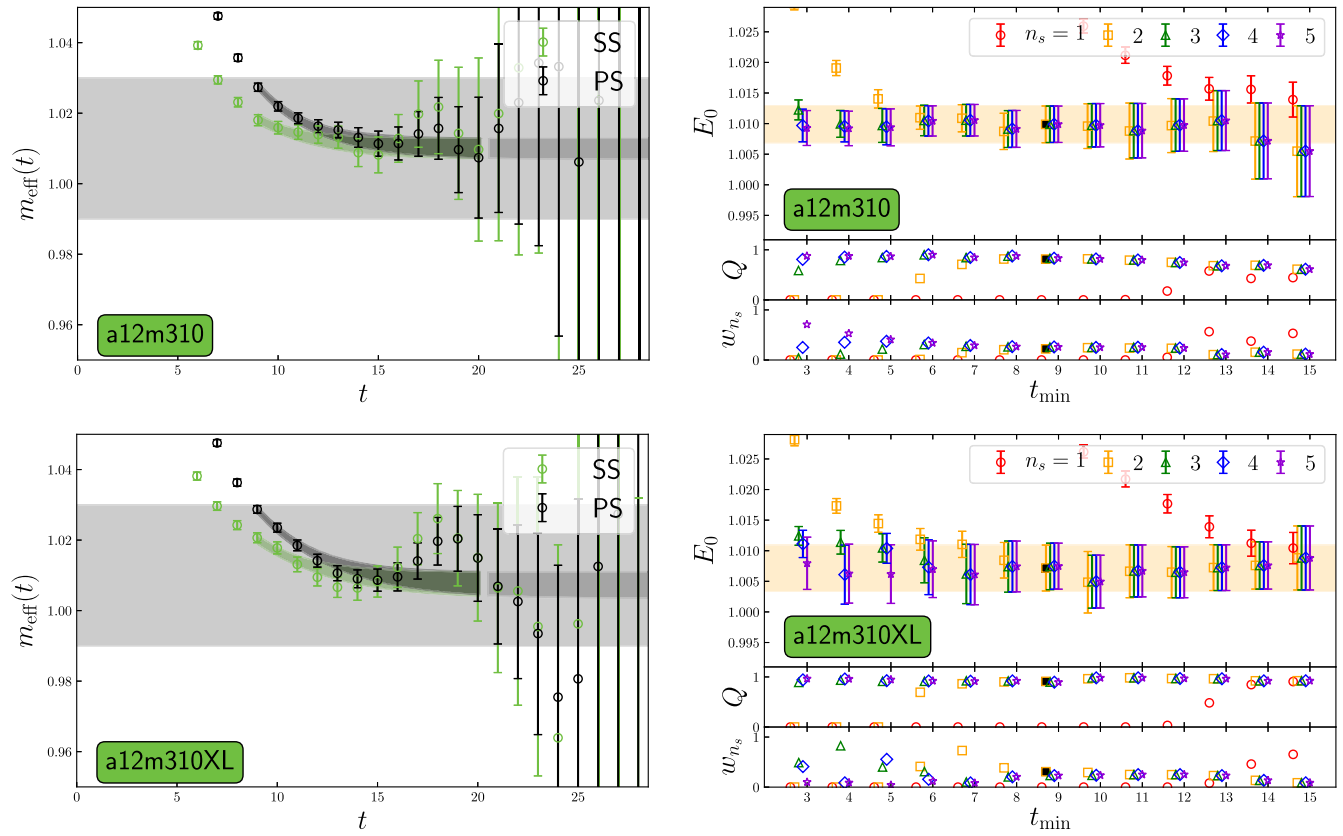 1.04
1.02
1.00
0.98
0.96
m_eff(t)
SS
PS
a12m310
0 5 10 15 20 25
t
1.025
1.020
1.015
1.010
1.005
1.000
0.995
E_0
n_s = 1 2 3 4 5
a12m310
1
0
Q
1
0
w_{n_s}
3 4 5 6 7 8 9 10 11 12 13 14 15
t_min
1.04
1.02
1.00
0.98
0.96
m_eff(t)
SS
PS
a12m310XL
0 5 10 15 20 25
t
1.025
1.020
1.015
1.010
1.005
1.000
0.995
E_0
n_s = 1 2 3 4 5
a12m310XL
1
0
Q
1
0
w_{n_s}
3 4 5 6 7 8 9 10 11 12 13 14 15
t_min